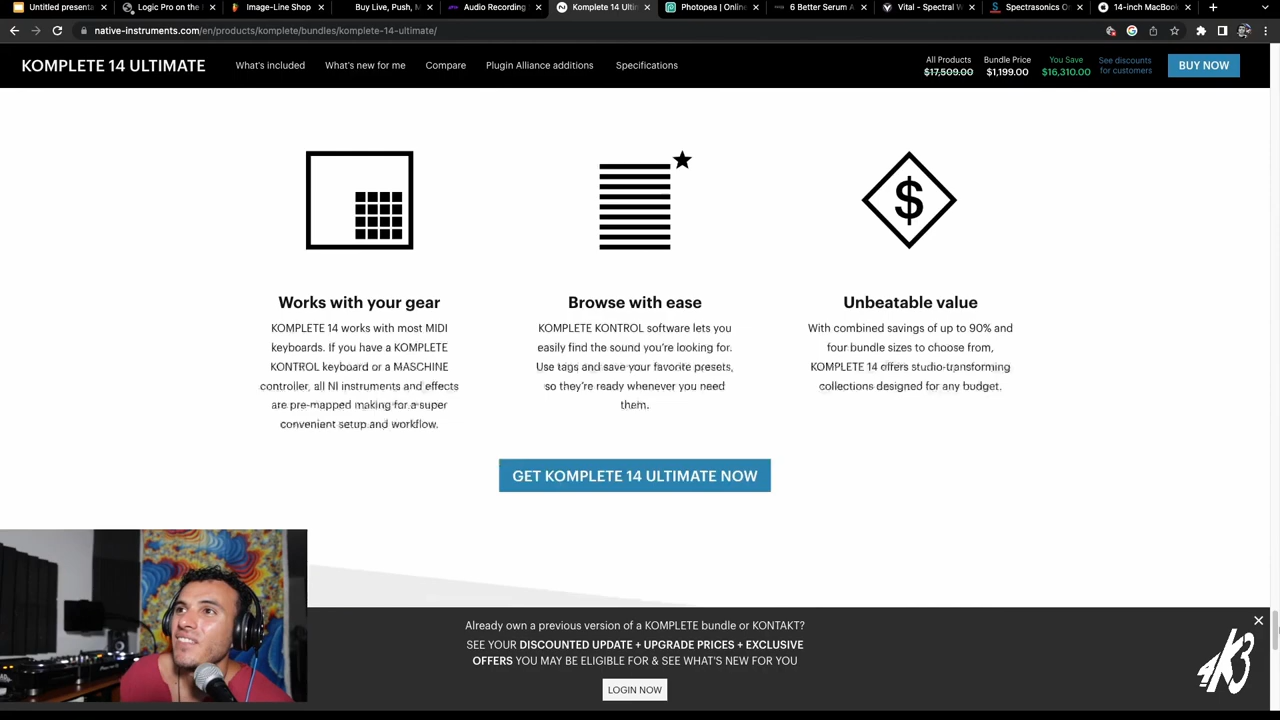 Untitled presenta
Logic Pro on the
Image-Line Shop
Buy Live, Push, M
Audio Recording
Komplete 14 Ultim
Photopea | Online
6 Better Serum A
Vital - Spectral W
Spectrasonics O
14-inch MacBook
native-instruments.com/en/products/komplete/bundles/komplete-14-ultimate/
KOMPLETE 14 ULTIMATE
What's included
What's new for me
Compare
Plugin Alliance additions
Specifications
All Products
$17,509.00
Bundle Price
$1,199.00
You Save
$16,310.00
See discounts
for customers
BUY NOW
$
Works with your gear
KOMPLETE 14 works with most MIDI
keyboards. If you have a KOMPLETE
KONTROL keyboard or a MASCHINE
controller, all NI instruments and effects
are pre-mapped making for a super
convenient setup and workflow.
Browse with ease
KOMPLETE KONTROL software lets you
easily find the sound you're looking for.
Use tags and save your favorite presets,
so they're ready whenever you need
them.
Unbeatable value
With combined savings of up to 90% and
four bundle sizes to choose from,
KOMPLETE 14 offers studio-transforming
collections designed for any budget.
GET KOMPLETE 14 ULTIMATE NOW
Already own a previous version of a KOMPLETE bundle or KONTAKT?
SEE YOUR DISCOUNTED UPDATE + UPGRADE PRICES + EXCLUSIVE
OFFERS YOU MAY BE ELIGIBLE FOR & SEE WHAT'S NEW FOR YOU
LOGIN NOW